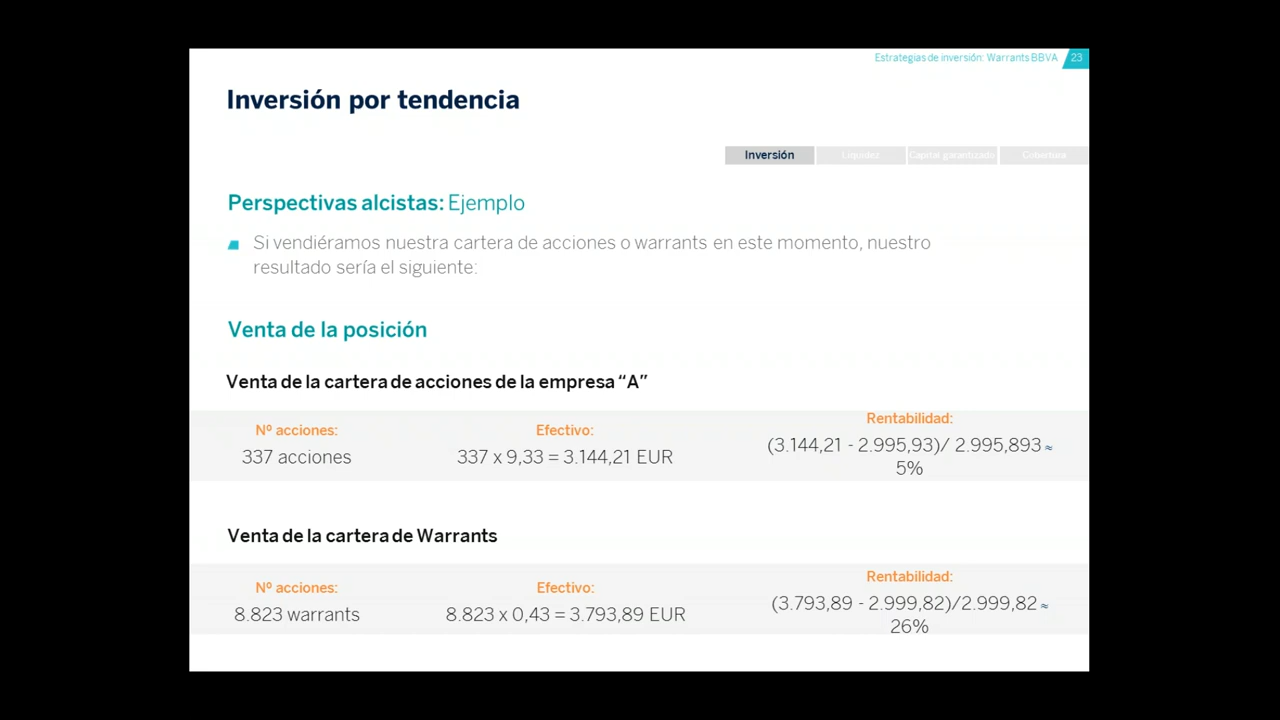 Estrategias de inversión: Warrants BBVA 23
Inversión por tendencia
Inversión Liquidez Capital garantizado Cobertura
Perspectivas alcistas: Ejemplo
Si vendiéramos nuestra cartera de acciones o warrants en este momento, nuestro
resultado sería el siguiente:
Venta de la posición
Venta de la cartera de acciones de la empresa “A”
Nº acciones: Efectivo: Rentabilidad:
337 acciones 337 x 9,33 = 3.144,21 EUR (3.144,21 - 2.995,93)/ 2.995,893 ≈
5%
Venta de la cartera de Warrants
Nº acciones: Efectivo: Rentabilidad:
8.823 warrants 8.823 x 0,43 = 3.793,89 EUR (3.793,89 - 2.999,82)/2.999,82 ≈
26%